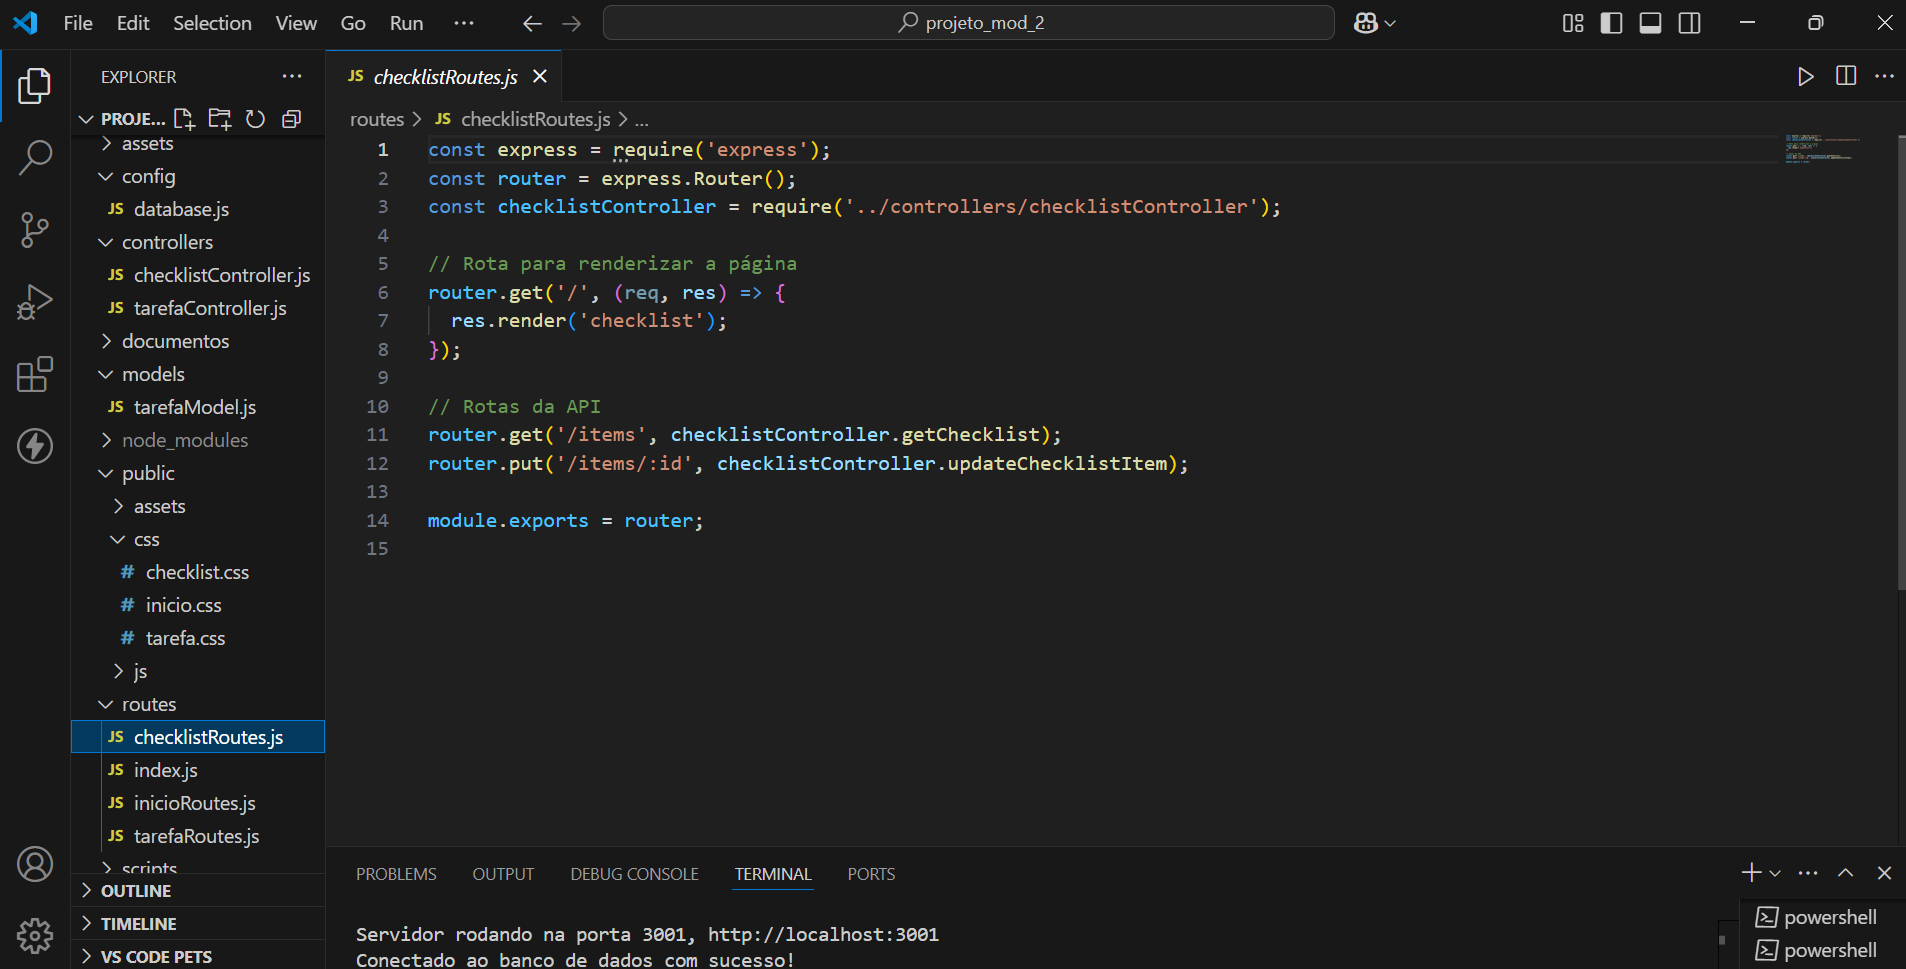 File Edit Selection View Go Run ··· projeto_mod_2
EXPLORER ···
PROJE...
assets
config
JS database.js
controllers
JS checklistController.js
JS tarefaController.js
documentos
models
JS tarefaModel.js
node_modules
public
assets
css
# checklist.css
# inicio.css
# tarefa.css
js
routes
JS checklistRoutes.js
JS index.js
JS inicioRoutes.js
JS tarefaRoutes.js
scripts
OUTLINE
TIMELINE
VS CODE PETS
JS checklistRoutes.js
routes > JS checklistRoutes.js > ...
1 const express = require('express');
2 const router = express.Router();
3 const checklistController = require('../controllers/checklistController');
4
5 // Rota para renderizar a página
6 router.get('/', (req, res) => {
7 res.render('checklist');
8 });
9
10 // Rotas da API
11 router.get('/items', checklistController.getChecklist);
12 router.put('/items/:id', checklistController.updateChecklistItem);
13
14 module.exports = router;
15
PROBLEMS OUTPUT DEBUG CONSOLE TERMINAL PORTS
Servidor rodando na porta 3001, http://localhost:3001
Conectado ao banco de dados com sucesso!
powershell
powershell